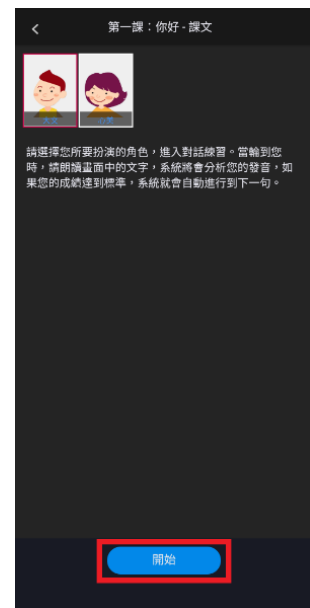 第一課：你好 - 課文
請選擇您所要扮演的角色，進入對話練習。當輪到您
時，請朗讀畫面中的文字，系統將會分析您的發音，如
果您的成績達到標準，系統就會自動進行到下一句。
開始